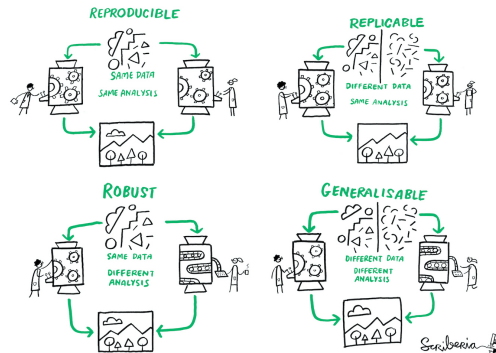 REPRODUCIBLE
SAME DATA
SAME ANALYSIS
REPLICABLE
DIFFERENT DATA
SAME ANALYSIS
ROBUST
SAME DATA
DIFFERENT
ANALYSIS
GENERALISABLE
DIFFERENT DATA
DIFFERENT
ANALYSIS
Scriberia